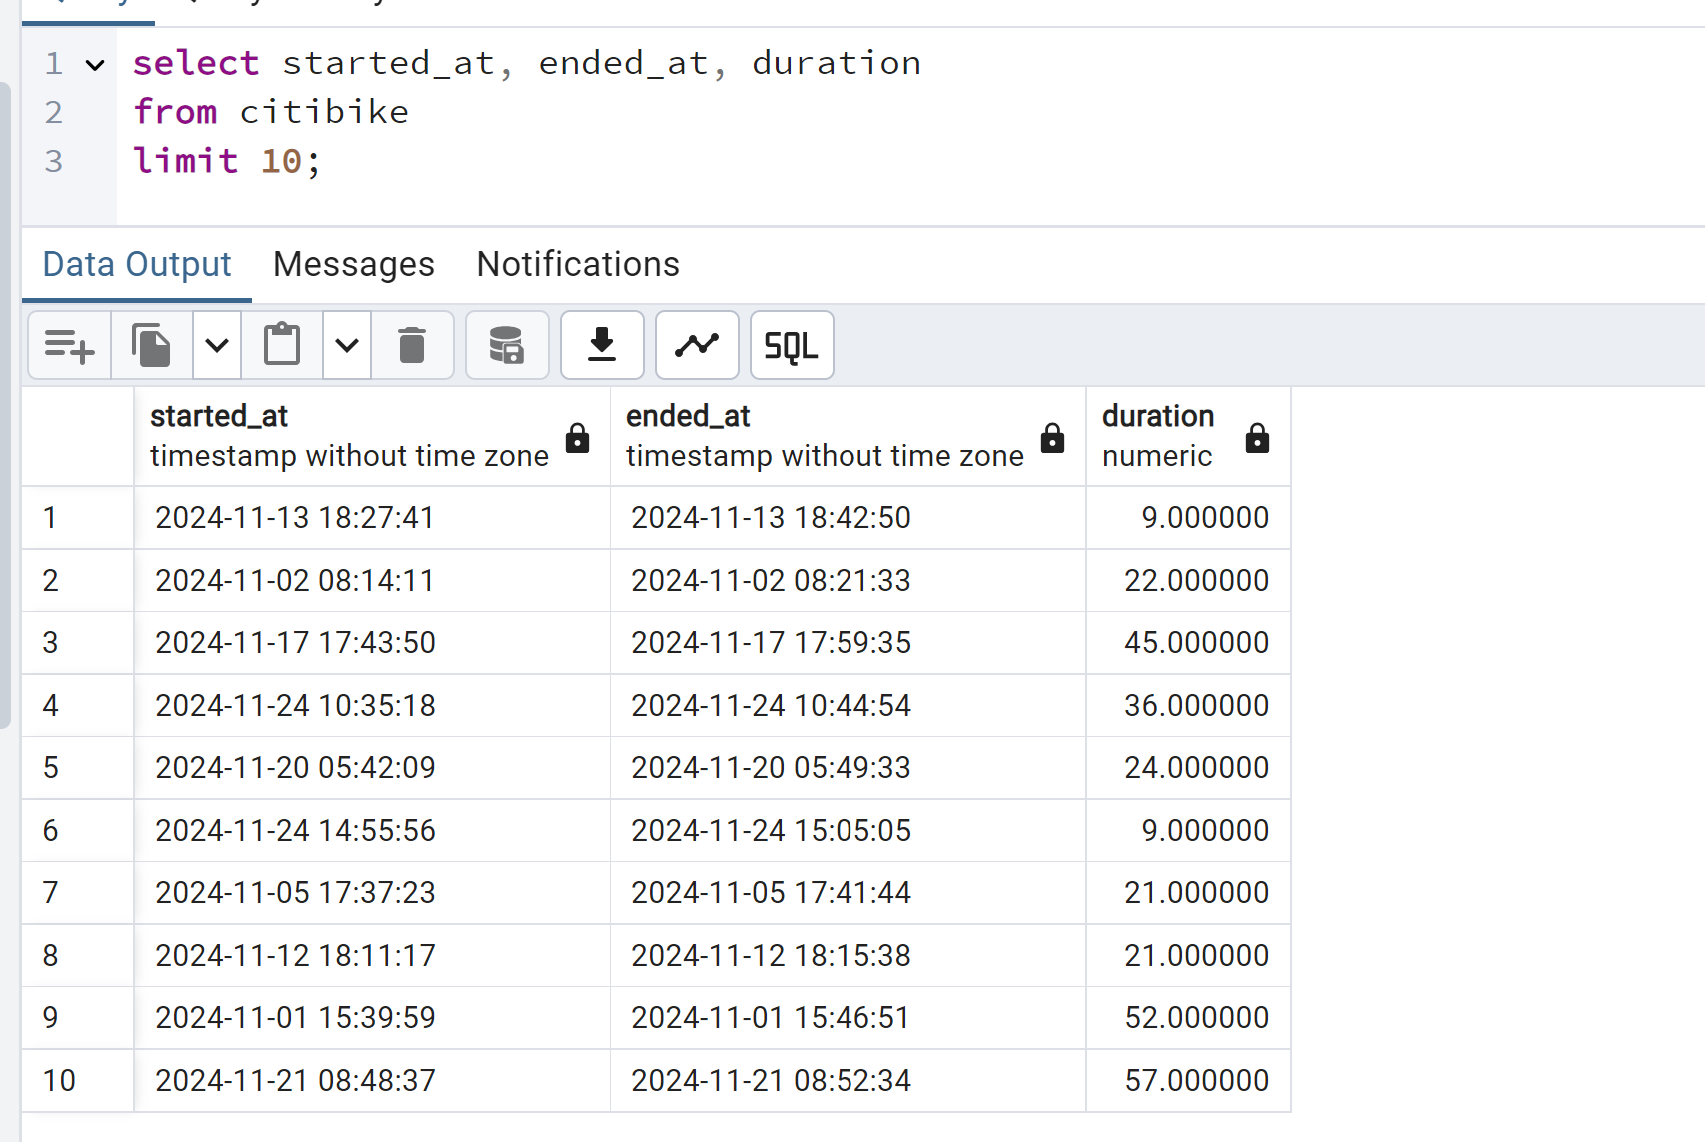 1 select started_at, ended_at, duration
2 from citibike
3 limit 10;
Data Output Messages Notifications
SQL
started_at ended_at duration
timestamp without time zone timestamp without time zone numeric
1 2024-11-13 18:27:41 2024-11-13 18:42:50 9.000000
2 2024-11-02 08:14:11 2024-11-02 08:21:33 22.000000
3 2024-11-17 17:43:50 2024-11-17 17:59:35 45.000000
4 2024-11-24 10:35:18 2024-11-24 10:44:54 36.000000
5 2024-11-20 05:42:09 2024-11-20 05:49:33 24.000000
6 2024-11-24 14:55:56 2024-11-24 15:05:05 9.000000
7 2024-11-05 17:37:23 2024-11-05 17:41:44 21.000000
8 2024-11-12 18:11:17 2024-11-12 18:15:38 21.000000
9 2024-11-01 15:39:59 2024-11-01 15:46:51 52.000000
10 2024-11-21 08:48:37 2024-11-21 08:52:34 57.000000